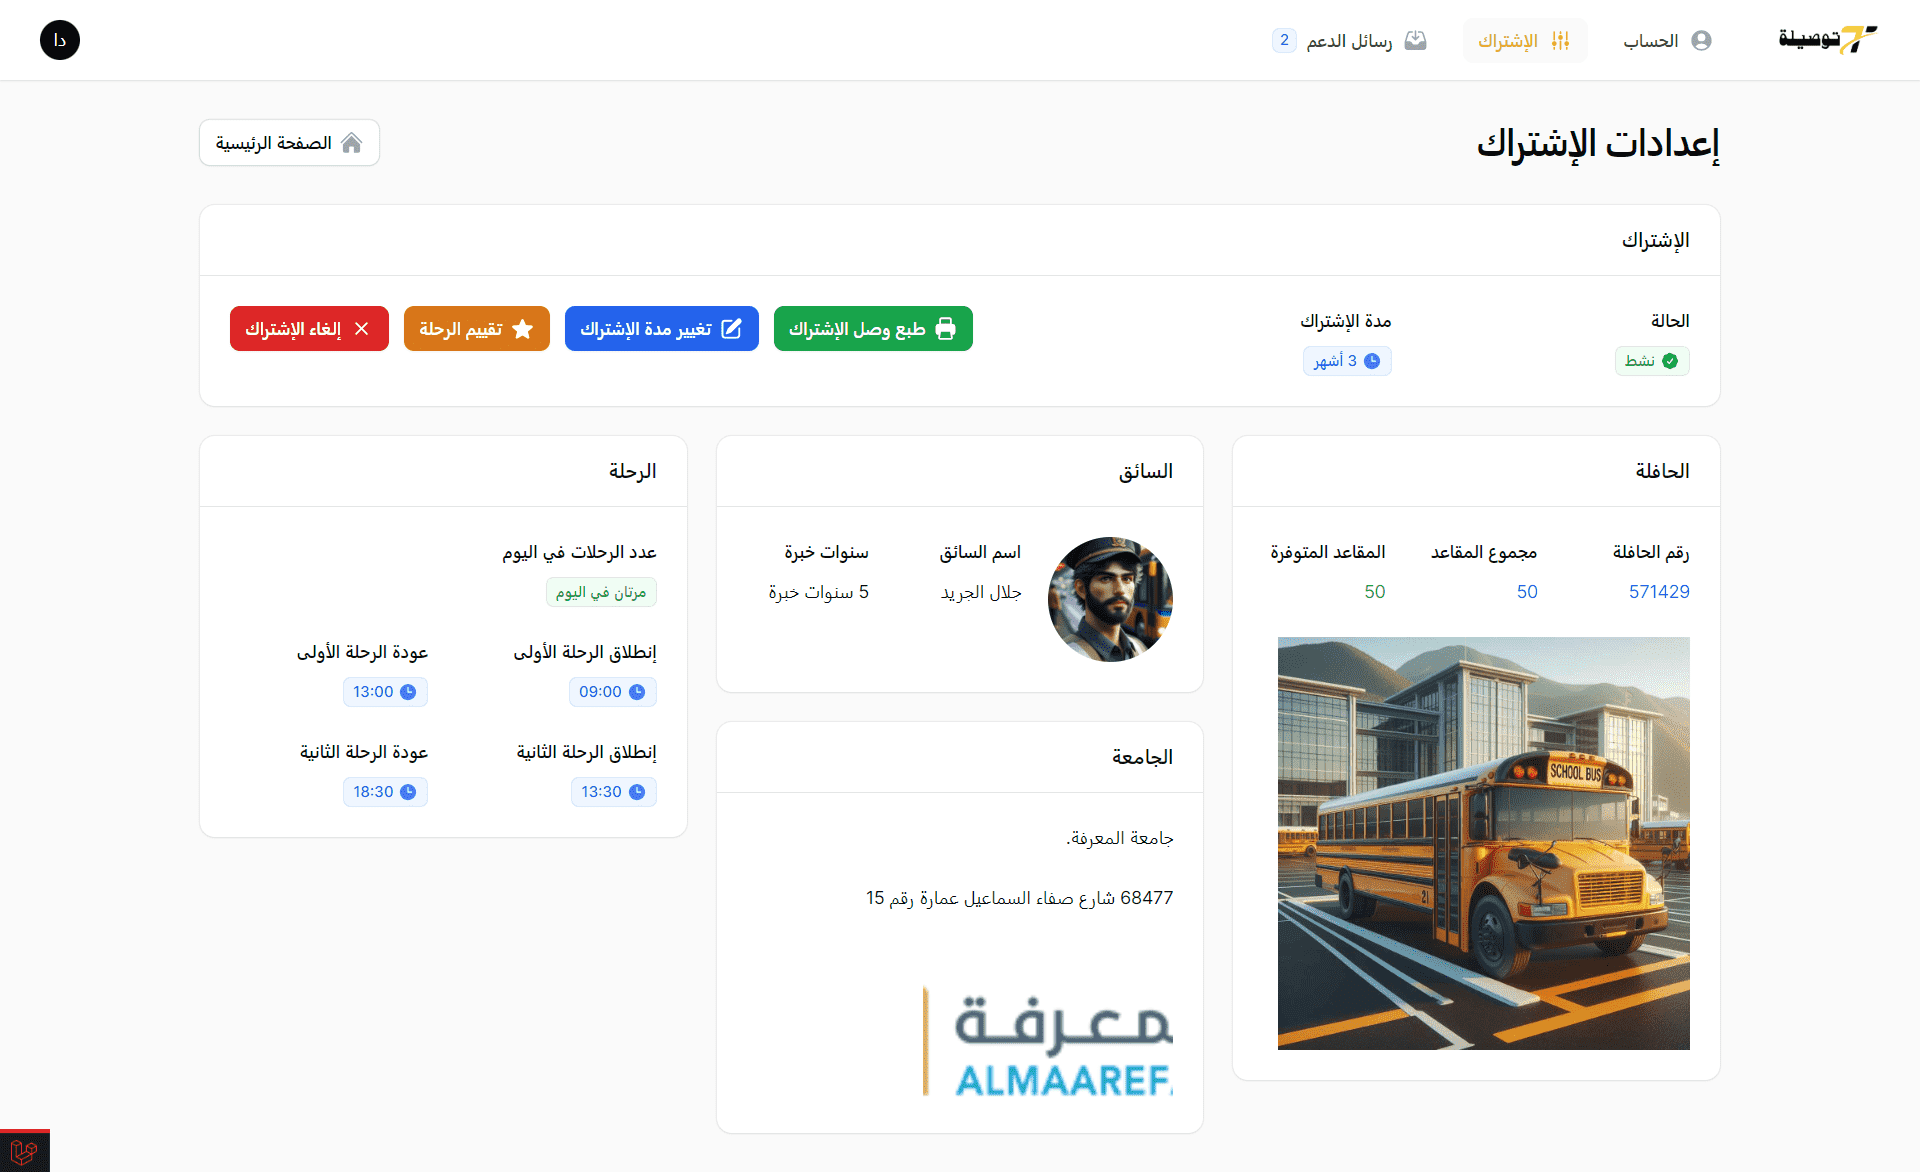 توصيلة
الحساب
الإشتراك
رسائل الدعم 2
دا
إعدادات الإشتراك
الصفحة الرئيسية
الإشتراك
الحالة
نشط
مدة الإشتراك
3 أشهر
طبع وصل الإشتراك
تغيير مدة الإشتراك
تقييم الرحلة
إلغاء الإشتراك
الحافلة
رقم الحافلة
571429
مجموع المقاعد
50
المقاعد المتوفرة
50
SCHOOL BUS
21
السائق
اسم السائق
جلال الجريد
سنوات خبرة
5 سنوات خبرة
الجامعة
جامعة المعرفة.
68477 شارع صفاء السماعيل عمارة رقم 15
معرفة
ALMAAREF
الرحلة
عدد الرحلات في اليوم
مرتان في اليوم
إنطلاق الرحلة الأولى
09:00
عودة الرحلة الأولى
13:00
إنطلاق الرحلة الثانية
13:30
عودة الرحلة الثانية
18:30